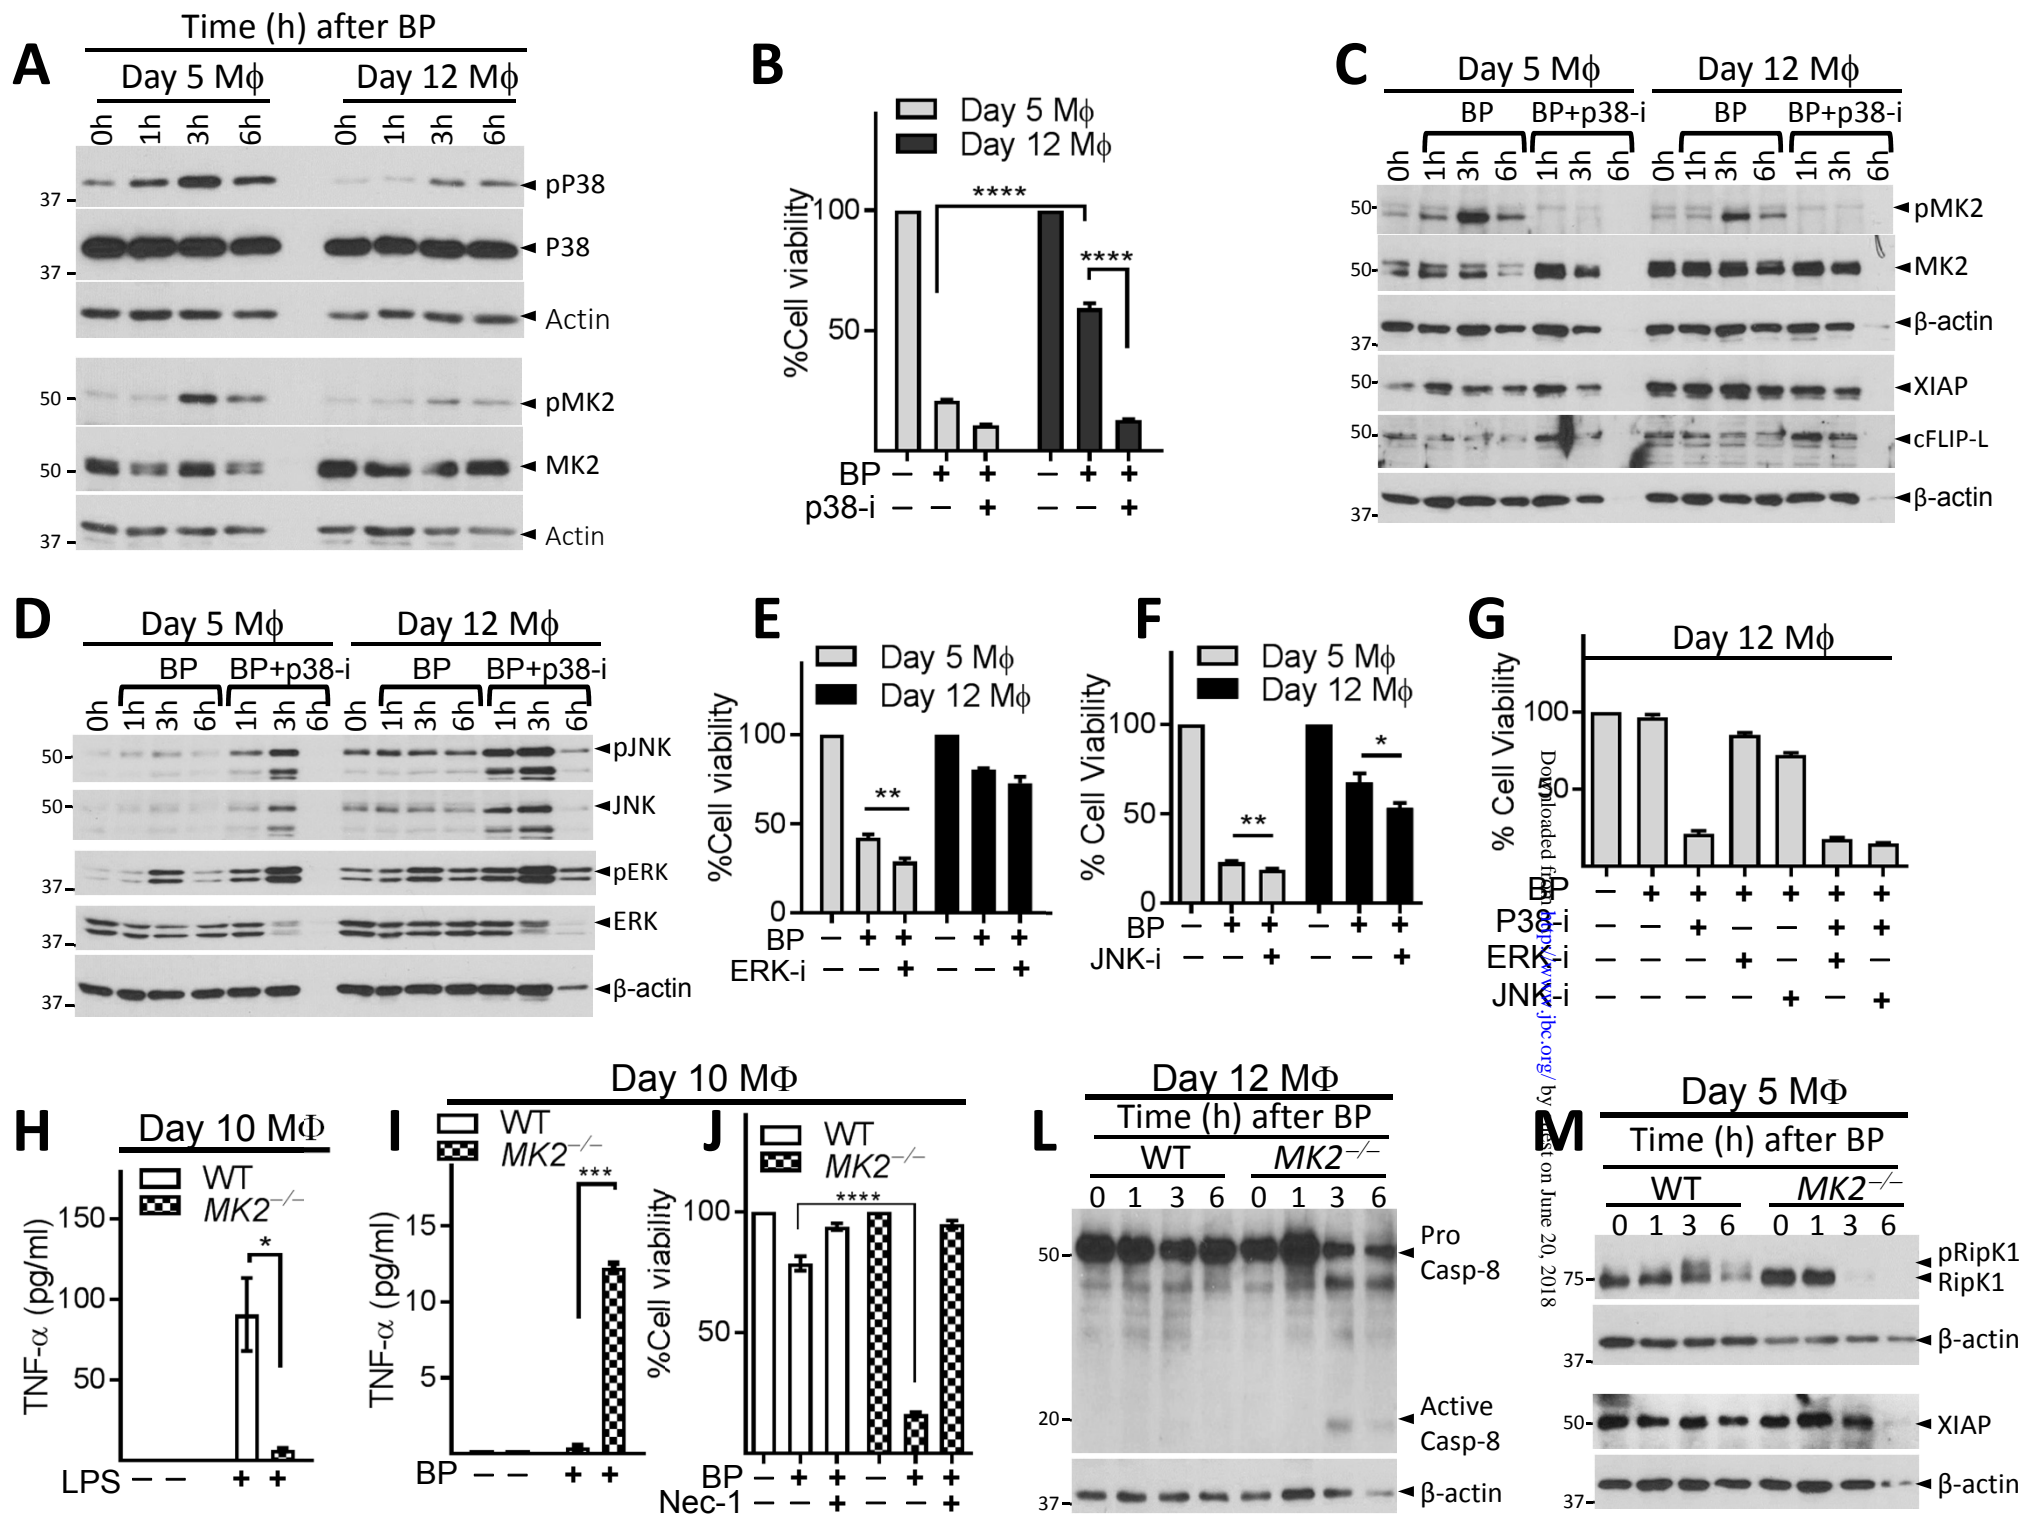 A
Time (h) after BP
Day 5 Mϕ
Day 12 Mϕ
0h 1h 3h 6h 0h 1h 3h 6h
37
pP38
P38
37
Actin
50
pMK2
50
MK2
37
Actin
B
Day 5 Mϕ
Day 12 Mϕ
%Cell viability
100
50
****
****
BP − + + − + +
p38-i − − + − − +
C
Day 5 Mϕ
Day 12 Mϕ
BP
BP+p38-i
BP
BP+p38-i
0h 1h 3h 6h 1h 3h 6h 0h 1h 3h 6h 1h 3h 6h
50
pMK2
50
MK2
β-actin
37
50
XIAP
50
cFLIP-L
β-actin
37
D
Day 5 Mϕ
Day 12 Mϕ
BP
BP+p38-i
BP
BP+p38-i
0h 1h 3h 6h 1h 3h 6h 0h 1h 3h 6h 1h 3h 6h
50
pJNK
50
JNK
pERK
37
ERK
37
β-actin
37
E
Day 5 Mϕ
Day 12 Mϕ
%Cell viability
100
50
0
**
BP − + + − + +
ERK-i − − + − − +
F
Day 5 Mϕ
Day 12 Mϕ
% Cell Viability
100
50
0
**
*
BP − + + − + +
JNK-i − − + − − +
G
Day 12 Mϕ
% Cell Viability
100
50
BP − + + + + + +
P38-i − − + − − + +
ERK-i − − − + − + −
JNK-i − − − − + − +
Downloaded from http://www.jbc.org/ by guest on June 20, 2018
H
Day 10 MΦ
WT
MK2−/−
TNF-α (pg/ml)
150
100
50
*
LPS − − + +
Day 10 MΦ
I
WT
MK2−/−
TNF-α (pg/ml)
15
10
5
***
BP − − + +
J
WT
MK2−/−
%Cell viability
100
50
****
BP − + + − + +
Nec-1 − − + − − +
L
Day 12 MΦ
Time (h) after BP
WT
MK2−/−
0 1 3 6 0 1 3 6
50
Pro
Casp-8
20
Active
Casp-8
37
β-actin
M
Day 5 MΦ
Time (h) after BP
WT
MK2−/−
0 1 3 6 0 1 3 6
pRipK1
75
RipK1
β-actin
37
50
XIAP
β-actin
37